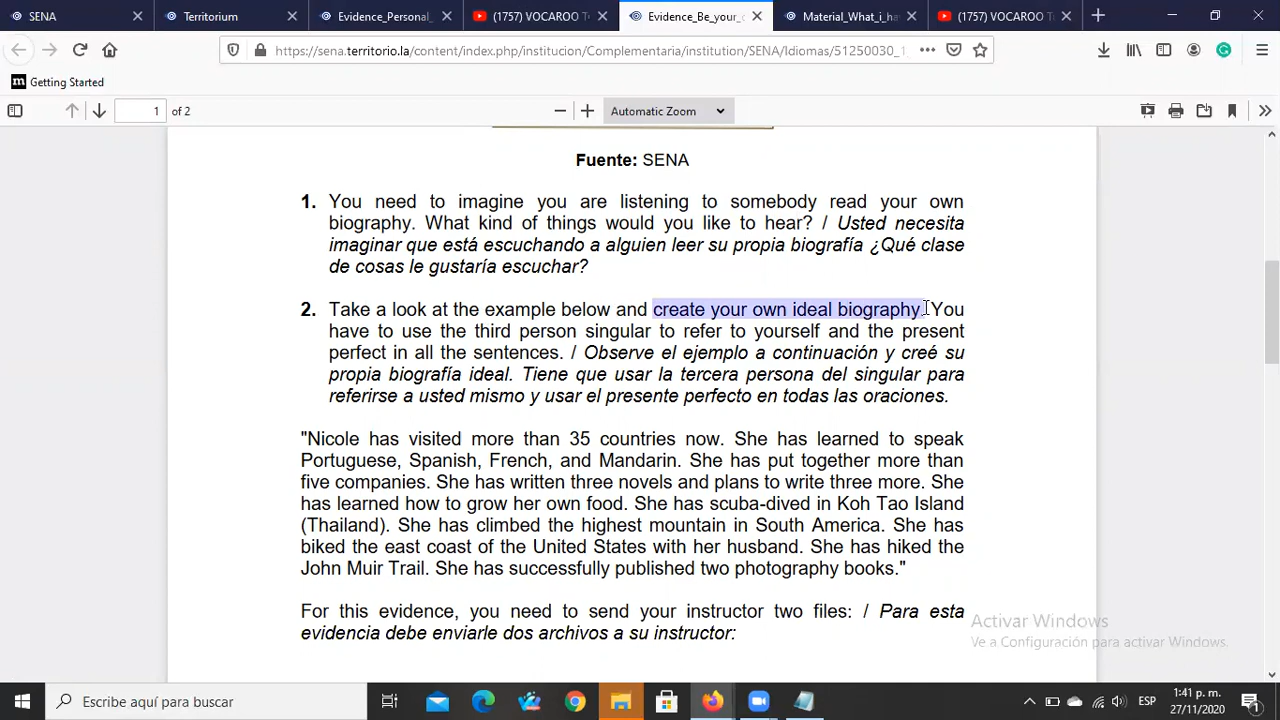 SENA
Territorium
Evidence_Personal_
(1757) VOCAROO T
Evidence_Be_your_
Material_What_i_ha
(1757) VOCAROO T
https://sena.territorio.la/content/index.php/institucion/Complementaria/institution/SENA/Idiomas/51250030_1
m Getting Started
1 of 2
Automatic Zoom
Fuente: SENA
1. You need to imagine you are listening to somebody read your own
biography. What kind of things would you like to hear? / Usted necesita
imaginar que está escuchando a alguien leer su propia biografía ¿Qué clase
de cosas le gustaría escuchar?
2. Take a look at the example below and create your own ideal biography. You
have to use the third person singular to refer to yourself and the present
perfect in all the sentences. / Observe el ejemplo a continuación y creé su
propia biografía ideal. Tiene que usar la tercera persona del singular para
referirse a usted mismo y usar el presente perfecto en todas las oraciones.
"Nicole has visited more than 35 countries now. She has learned to speak
Portuguese, Spanish, French, and Mandarin. She has put together more than
five companies. She has written three novels and plans to write three more. She
has learned how to grow her own food. She has scuba-dived in Koh Tao Island
(Thailand). She has climbed the highest mountain in South America. She has
biked the east coast of the United States with her husband. She has hiked the
John Muir Trail. She has successfully published two photography books."
For this evidence, you need to send your instructor two files: / Para esta
evidencia debe enviarle dos archivos a su instructor:
Activar Windows
Ve a Configuración para activar Windows.
Escribe aquí para buscar
ESP
1:41 p. m.
27/11/2020
1